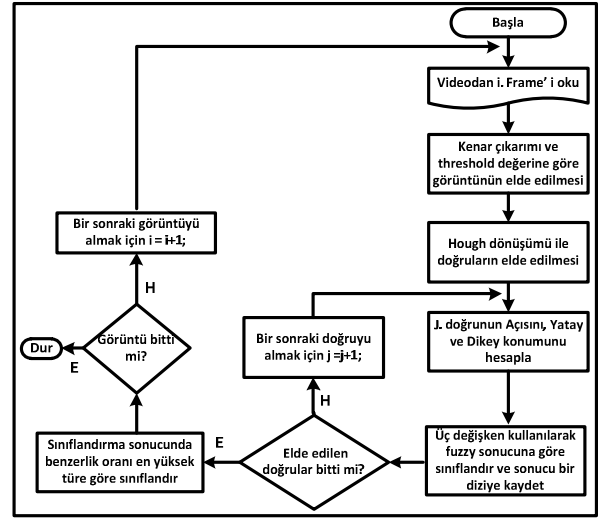 Başla
Videodan i. Frame' i oku
Kenar çıkarımı ve
threshold değerine göre
görüntünün elde edilmesi
Hough dönüşümü ile
doğruların elde edilmesi
J. doğrunun Açısını, Yatay
ve Dikey konumunu
hesapla
Üç değişken kullanılarak
fuzzy sonucuna göre
sınıflandır ve sonucu bir
diziye kaydet
Elde edilen
doğrular bitti mi?
H
Bir sonraki doğruyu
almak için j =j+1;
E
Sınıflandırma sonucunda
benzerlik oranı en yüksek
türe göre sınıflandır
Görüntü bitti
mi?
H
Bir sonraki görüntüyü
almak için i = i+1;
E
Dur